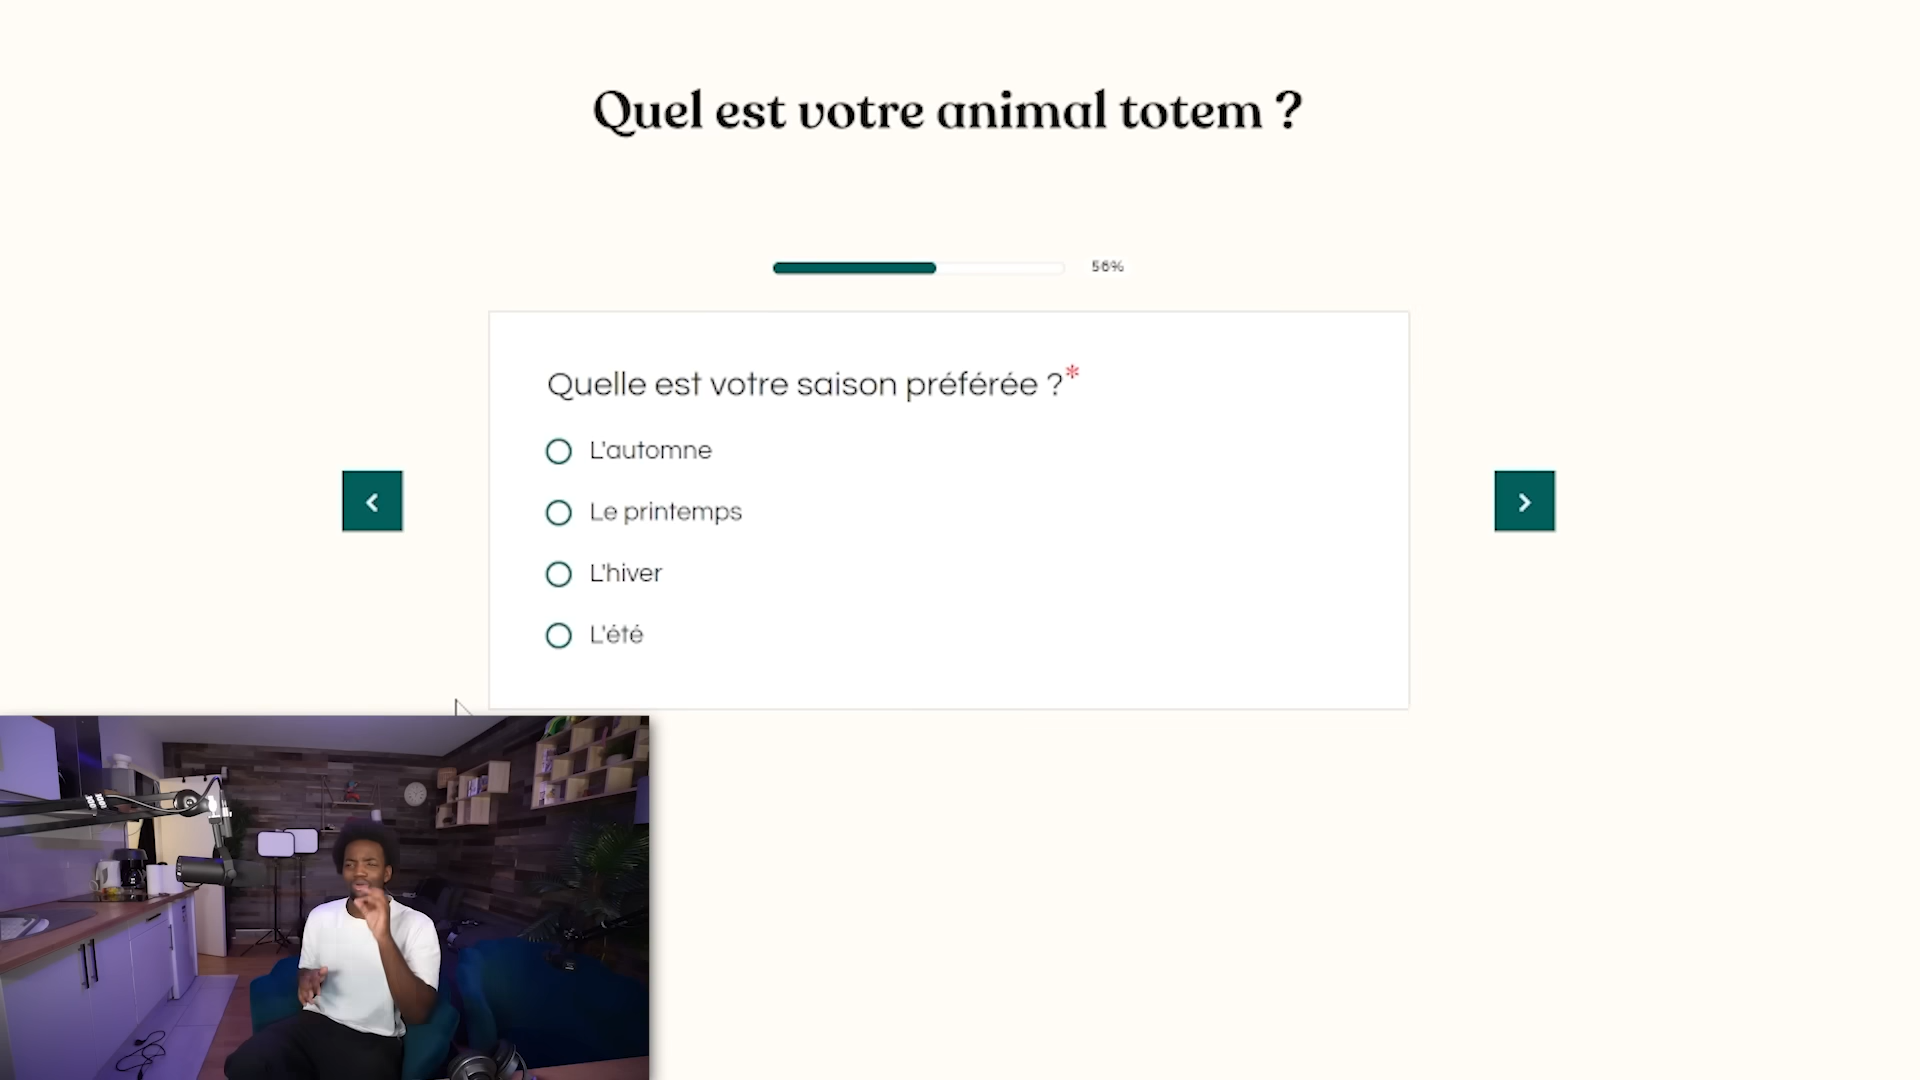 Quel est votre animal totem ?
56%
Quelle est votre saison préférée ?*
L'automne
Le printemps
L'hiver
L'été